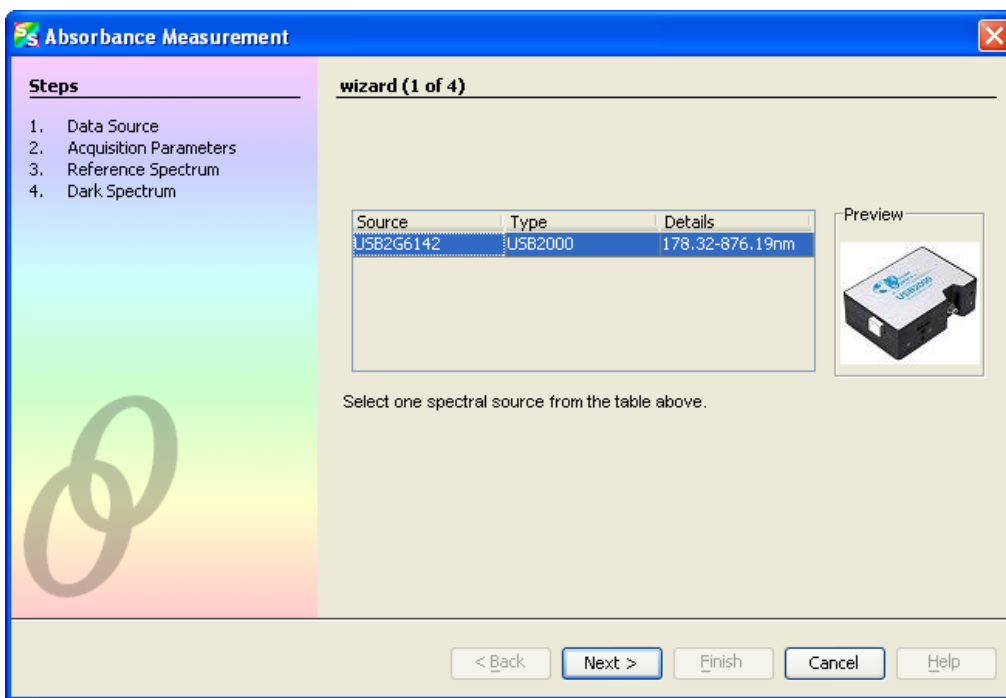 Absorbance Measurement
Steps
1. Data Source
2. Acquisition Parameters
3. Reference Spectrum
4. Dark Spectrum
wizard (1 of 4)
Source Type Details
USB2G6142 USB2000 178.32-876.19nm
Preview
USB2000
Select one spectral source from the table above.
< Back Next > Finish Cancel Help